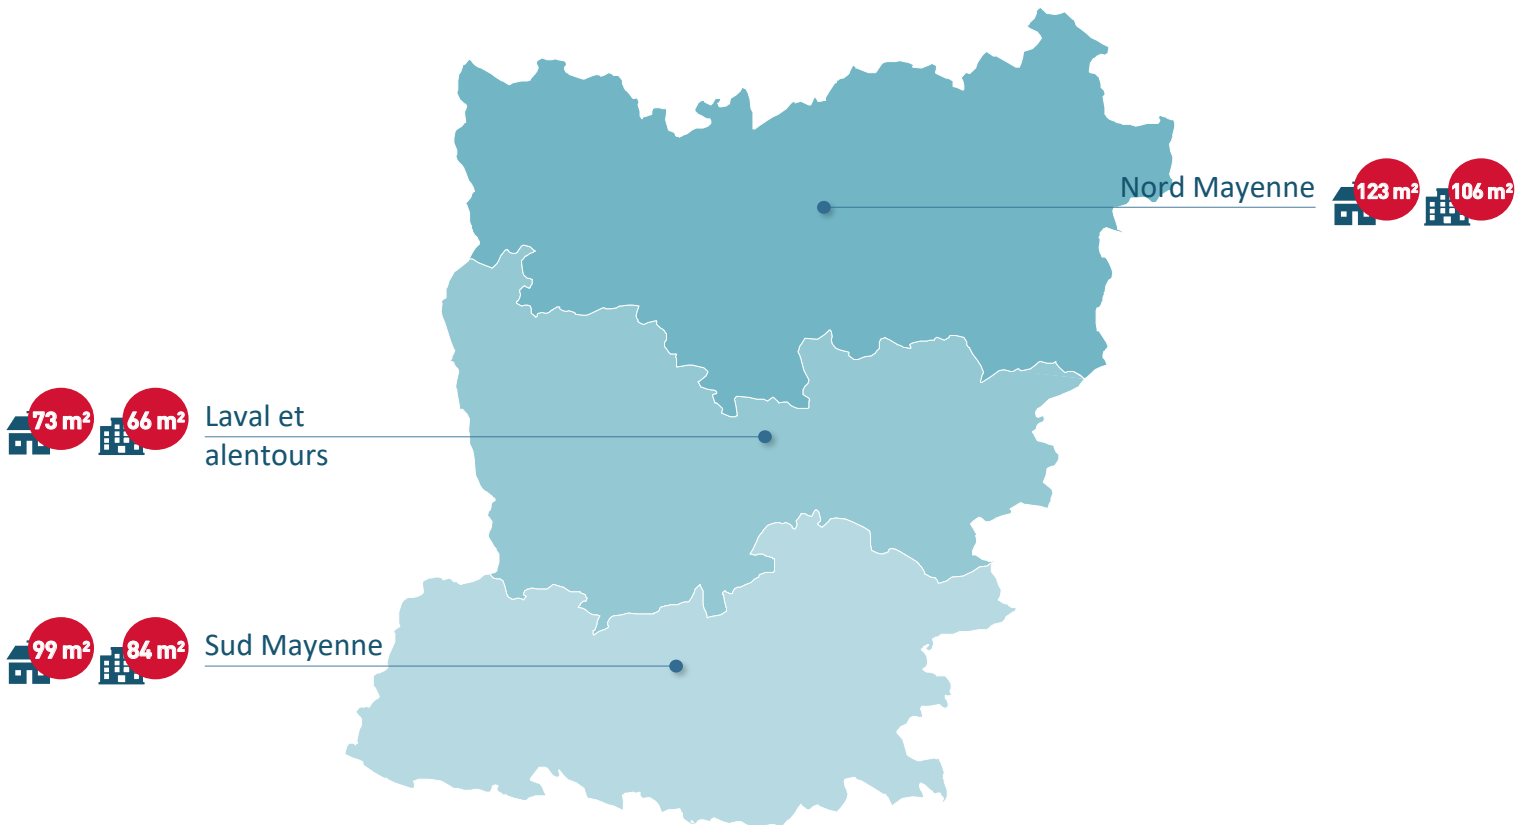 Nord Mayenne
123 m²
106 m²
73 m²
66 m²
Laval et
alentours
99 m²
84 m²
Sud Mayenne